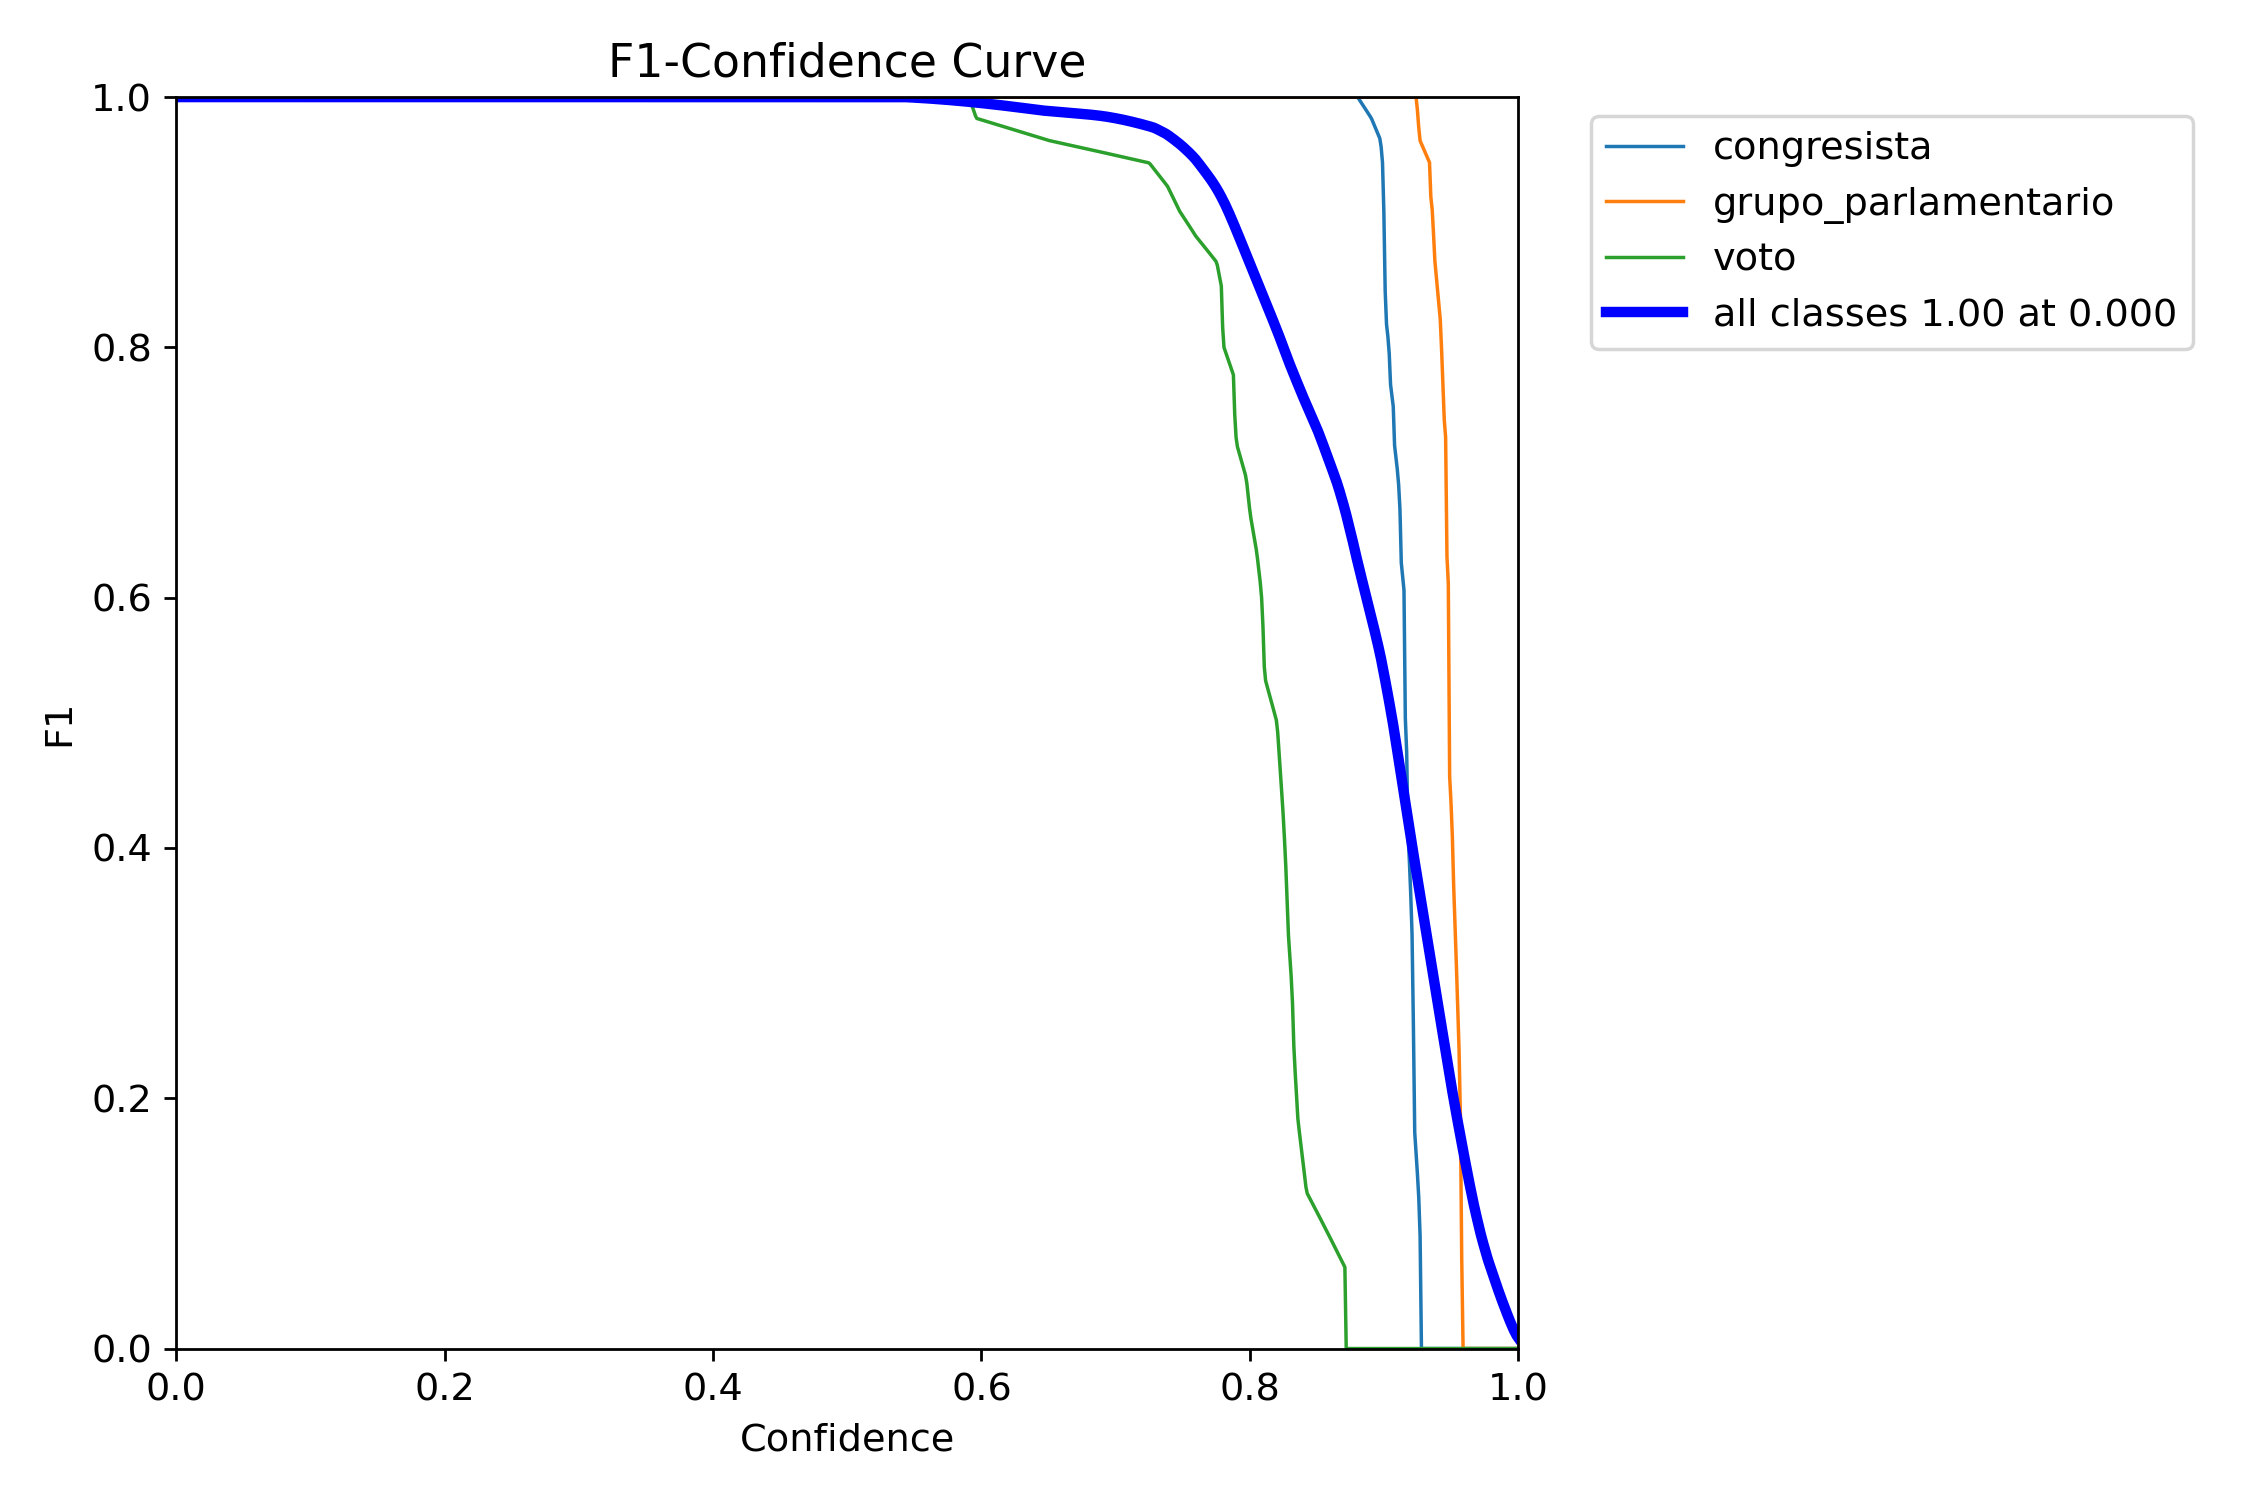 F1-Confidence Curve
1.0
0.8
0.6
0.4
0.2
0.0
F1
0.0 0.2 0.4 0.6 0.8 1.0
Confidence
congresista
grupo_parlamentario
voto
all classes 1.00 at 0.000